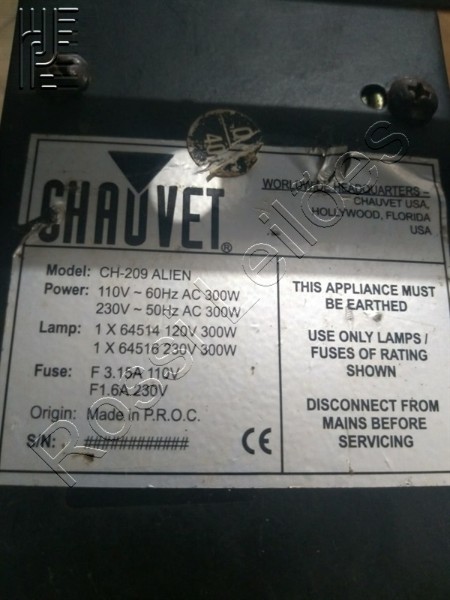 CHAUVET®
WORLDWIDE HEADQUARTERS –
CHAUVET USA,
HOLLYWOOD, FLORIDA
USA
Model: CH-209 ALIEN
Power: 110V ~ 60Hz AC 300W
230V ~ 50Hz AC 300W
Lamp: 1 X 64514 120V 300W
1 X 64516 230V 300W
Fuse: F 3.15A 110V
F1.6A 230V
Origin: Made in P.R.O.C.
S/N: ############
CE
THIS APPLIANCE MUST
BE EARTHED
USE ONLY LAMPS /
FUSES OF RATING
SHOWN
DISCONNECT FROM
MAINS BEFORE
SERVICING
Rossi Leilões